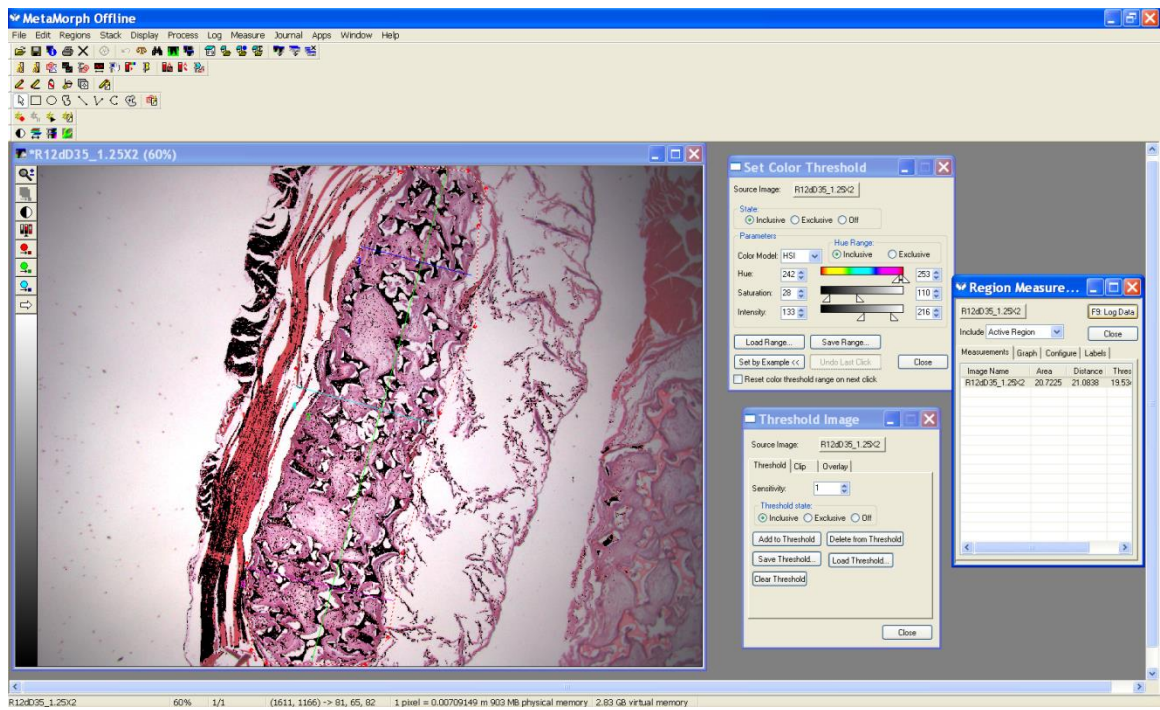 MetaMorph Offline
File Edit Regions Stack Display Process Log Measure Journal Apps Window Help
*R12dD35_1.25X2 (60%)
Set Color Threshold
Source Image: R12dD35_1.25X2
State:
Inclusive Exclusive Off
Parameters
Hue Range:
Color Model: HSI Inclusive Exclusive
Hue: 242 253
Saturation: 28 110
Intensity: 133 216
Load Range... Save Range...
Set by Example << Undo Last Click Close
Reset color threshold range on next click
Threshold Image
Source Image: R12dD35_1.25X2
Threshold Clip Overlay
Sensitivity: 1
Threshold state:
Inclusive Exclusive Off
Add to Threshold Delete from Threshold
Save Threshold... Load Threshold...
Clear Threshold
Close
Region Measure...
R12dD35_1.25X2 F9: Log Data
Include Active Region Close
Measurements Graph Configure Labels
Image Name Area Distance Thres
R12dD35_1.25X2 20.7225 21.0838 19.53
R12dD35_1.25X2 60% 1/1 (1611, 1166) -> 81, 65, 82 1 pixel = 0.00709149 m 903 MB physical memory 2.83 GB virtual memory